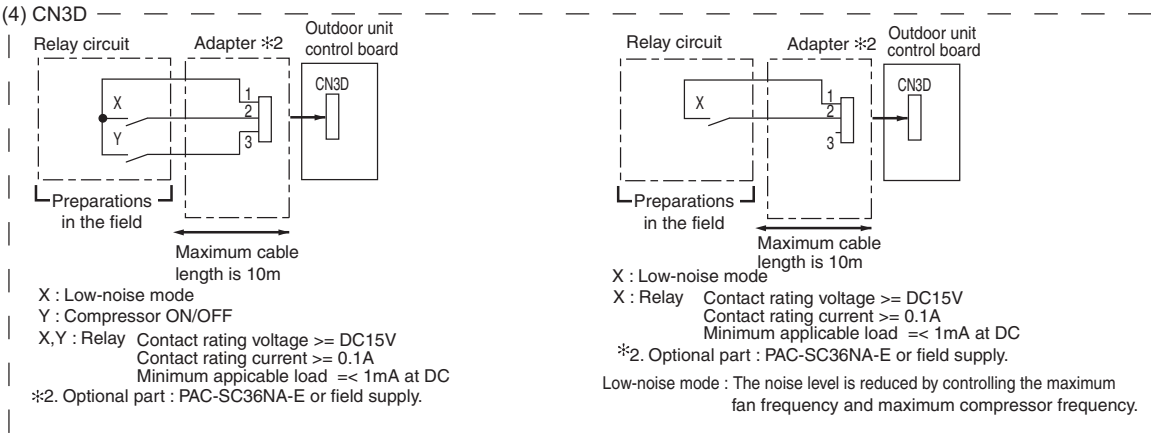 (4) CN3D
Relay circuit
Adapter ✻2
Outdoor unit
control board
CN3D
X
Y
1
2
3
Preparations
in the field
Maximum cable
length is 10m
X : Low-noise mode
Y : Compressor ON/OFF
X,Y : Relay Contact rating voltage >= DC15V
Contact rating current >= 0.1A
Minimum appicable load =< 1mA at DC
✻2. Optional part : PAC-SC36NA-E or field supply.
Relay circuit
Adapter ✻2
Outdoor unit
control board
CN3D
X
1
2
3
Preparations
in the field
Maximum cable
length is 10m
X : Low-noise mode
X : Relay Contact rating voltage >= DC15V
Contact rating current >= 0.1A
Minimum applicable load =< 1mA at DC
✻2. Optional part : PAC-SC36NA-E or field supply.
Low-noise mode : The noise level is reduced by controlling the maximum
fan frequency and maximum compressor frequency.